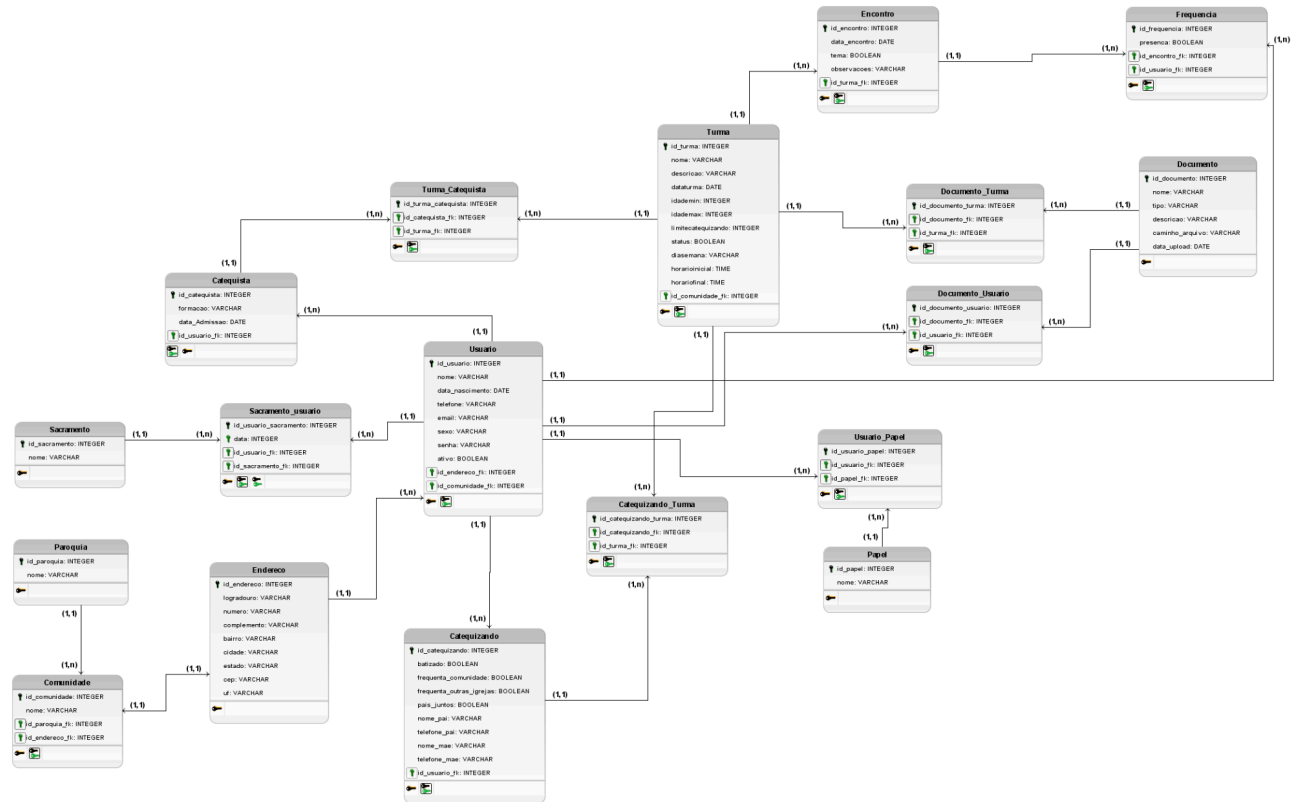 Encontro
id_encontro: INTEGER
data_encontro: DATE
tema: BOOLEAN
observacoes: VARCHAR
id_turma_fk: INTEGER
Frequencia
id_frequencia: INTEGER
presenca: BOOLEAN
id_encontro_fk: INTEGER
id_usuario_fk: INTEGER
(1,n)
(1,1)
(1,n)
(1,n)
(1,1)
Turma
id_turma: INTEGER
nome: VARCHAR
descricao: VARCHAR
dataturma: DATE
idademin: INTEGER
idademax: INTEGER
limitecatequizando: INTEGER
status: BOOLEAN
diasemana: VARCHAR
horarioinicial: TIME
horariofinal: TIME
id_comunidade_fk: INTEGER
(1,1)
(1,1)
(1,1)
Documento
id_documento: INTEGER
nome: VARCHAR
tipo: VARCHAR
descricao: VARCHAR
caminho_arquivo: VARCHAR
data_upload: DATE
(1,1)
(1,1)
Documento_Turma
id_documento_turma: INTEGER
id_documento_fk: INTEGER
id_turma_fk: INTEGER
(1,n)
(1,n)
Turma_Catequista
id_turma_catequista: INTEGER
id_catequista_fk: INTEGER
id_turma_fk: INTEGER
(1,n)
(1,n)
(1,1)
Catequista
id_catequista: INTEGER
formacao: VARCHAR
data_Admissao: DATE
id_usuario_fk: INTEGER
(1,n)
(1,1)
Documento_Usuario
id_documento_usuario: INTEGER
id_documento_fk: INTEGER
id_usuario_fk: INTEGER
(1,n)
(1,n)
Usuario
id_usuario: INTEGER
nome: VARCHAR
data_nascimento: DATE
telefone: VARCHAR
email: VARCHAR
sexo: VARCHAR
senha: VARCHAR
ativo: BOOLEAN
id_endereco_fk: INTEGER
id_comunidade_fk: INTEGER
(1,1)
(1,1)
(1,1)
(1,1)
(1,n)
(1,1)
Sacramento
id_sacramento: INTEGER
nome: VARCHAR
(1,1)
(1,n)
Sacramento_usuario
id_usuario_sacramento: INTEGER
data: INTEGER
id_usuario_fk: INTEGER
id_sacramento_fk: INTEGER
(1,n)
Usuario_Papel
id_usuario_papel: INTEGER
id_usuario_fk: INTEGER
id_papel_fk: INTEGER
(1,n)
(1,n)
(1,1)
Papel
id_papel: INTEGER
nome: VARCHAR
Catequizando_Turma
id_catequizando_turma: INTEGER
id_catequizando_fk: INTEGER
id_turma_fk: INTEGER
(1,n)
(1,n)
Paroquia
id_paroquia: INTEGER
nome: VARCHAR
(1,1)
(1,n)
Endereco
id_endereco: INTEGER
logradouro: VARCHAR
numero: VARCHAR
complemento: VARCHAR
bairro: VARCHAR
cidade: VARCHAR
estado: VARCHAR
cep: VARCHAR
uf: VARCHAR
(1,1)
(1,1)
(1,1)
Comunidade
id_comunidade: INTEGER
nome: VARCHAR
id_paroquia_fk: INTEGER
id_endereco_fk: INTEGER
(1,n)
Catequizando
id_catequizando: INTEGER
batizado: BOOLEAN
frequenta_comunidade: BOOLEAN
frequenta_outras_igrejas: BOOLEAN
pais_juntos: BOOLEAN
nome_pai: VARCHAR
telefone_pai: VARCHAR
nome_mae: VARCHAR
telefone_mae: VARCHAR
id_usuario_fk: INTEGER
(1,1)